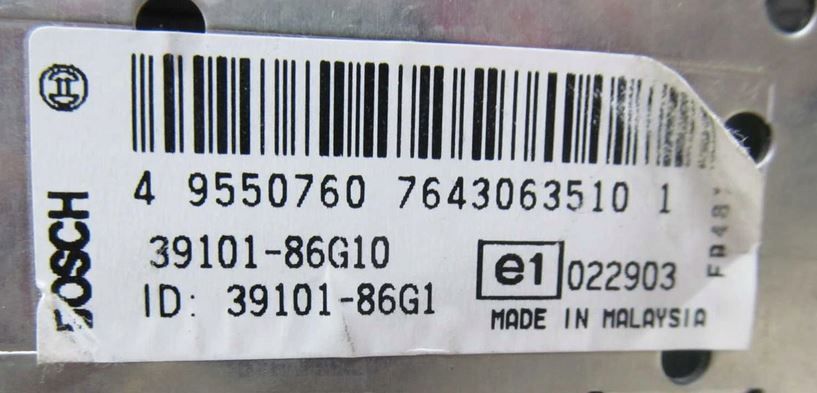 BOSCH
4 9550760 7643063510 1
39101-86G10
ID: 39101-86G1
e1 022903
MADE IN MALAYSIA